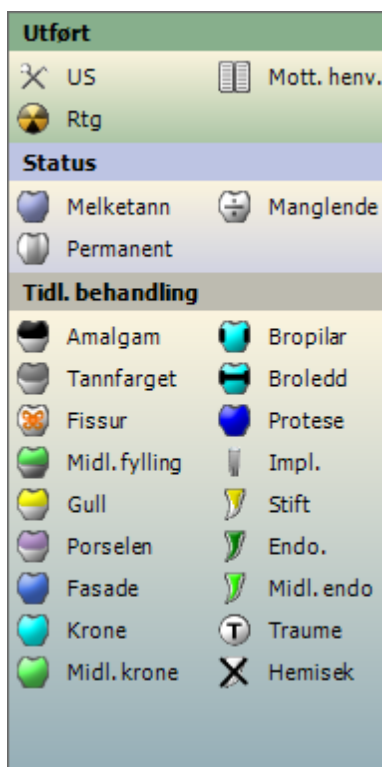 Utført
US Mott. henv.
Rtg
Status
Melketann Manglende
Permanent
Tidl. behandling
Amalgam Bropilar
Tannfarget Broledd
Fissur Protese
Midl. fylling Impl.
Gull Stift
Porselen Endo.
Fasade Midl. endo
Krone T Traume
Midl. krone Hemisek